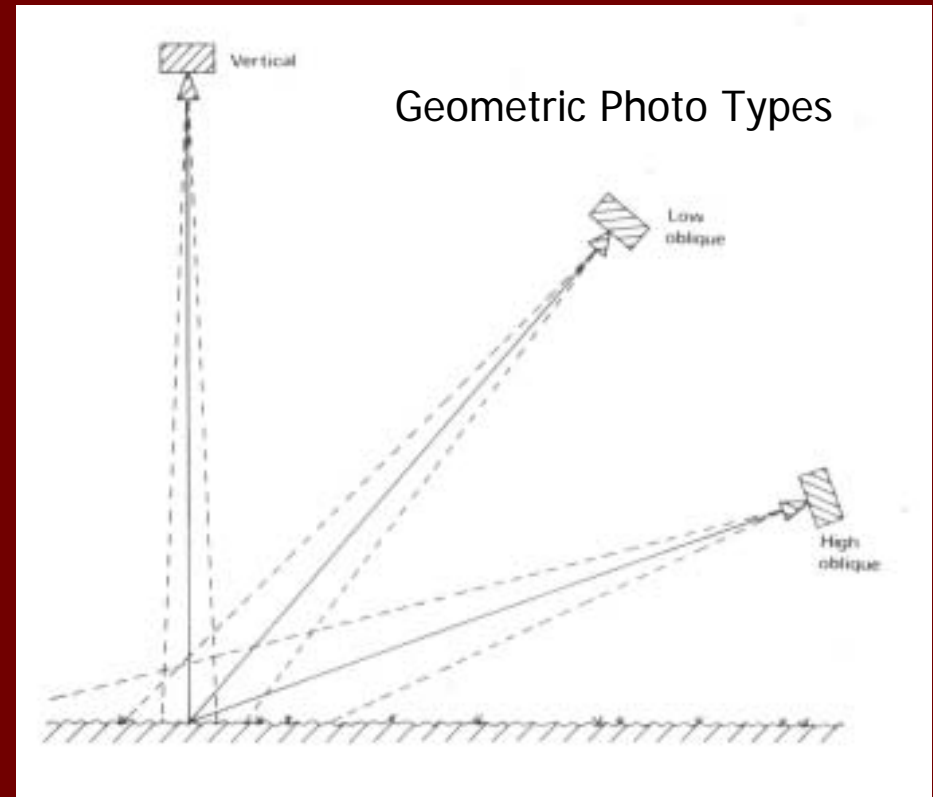 Vertical
Geometric Photo Types
Low
oblique
High
oblique